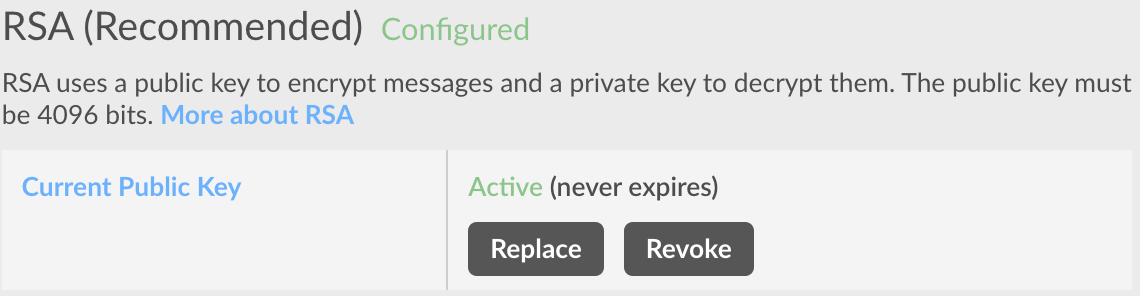 RSA (Recommended) Configured
RSA uses a public key to encrypt messages and a private key to decrypt them. The public key must
be 4096 bits. More about RSA
Current Public Key
Active (never expires)
Replace Revoke